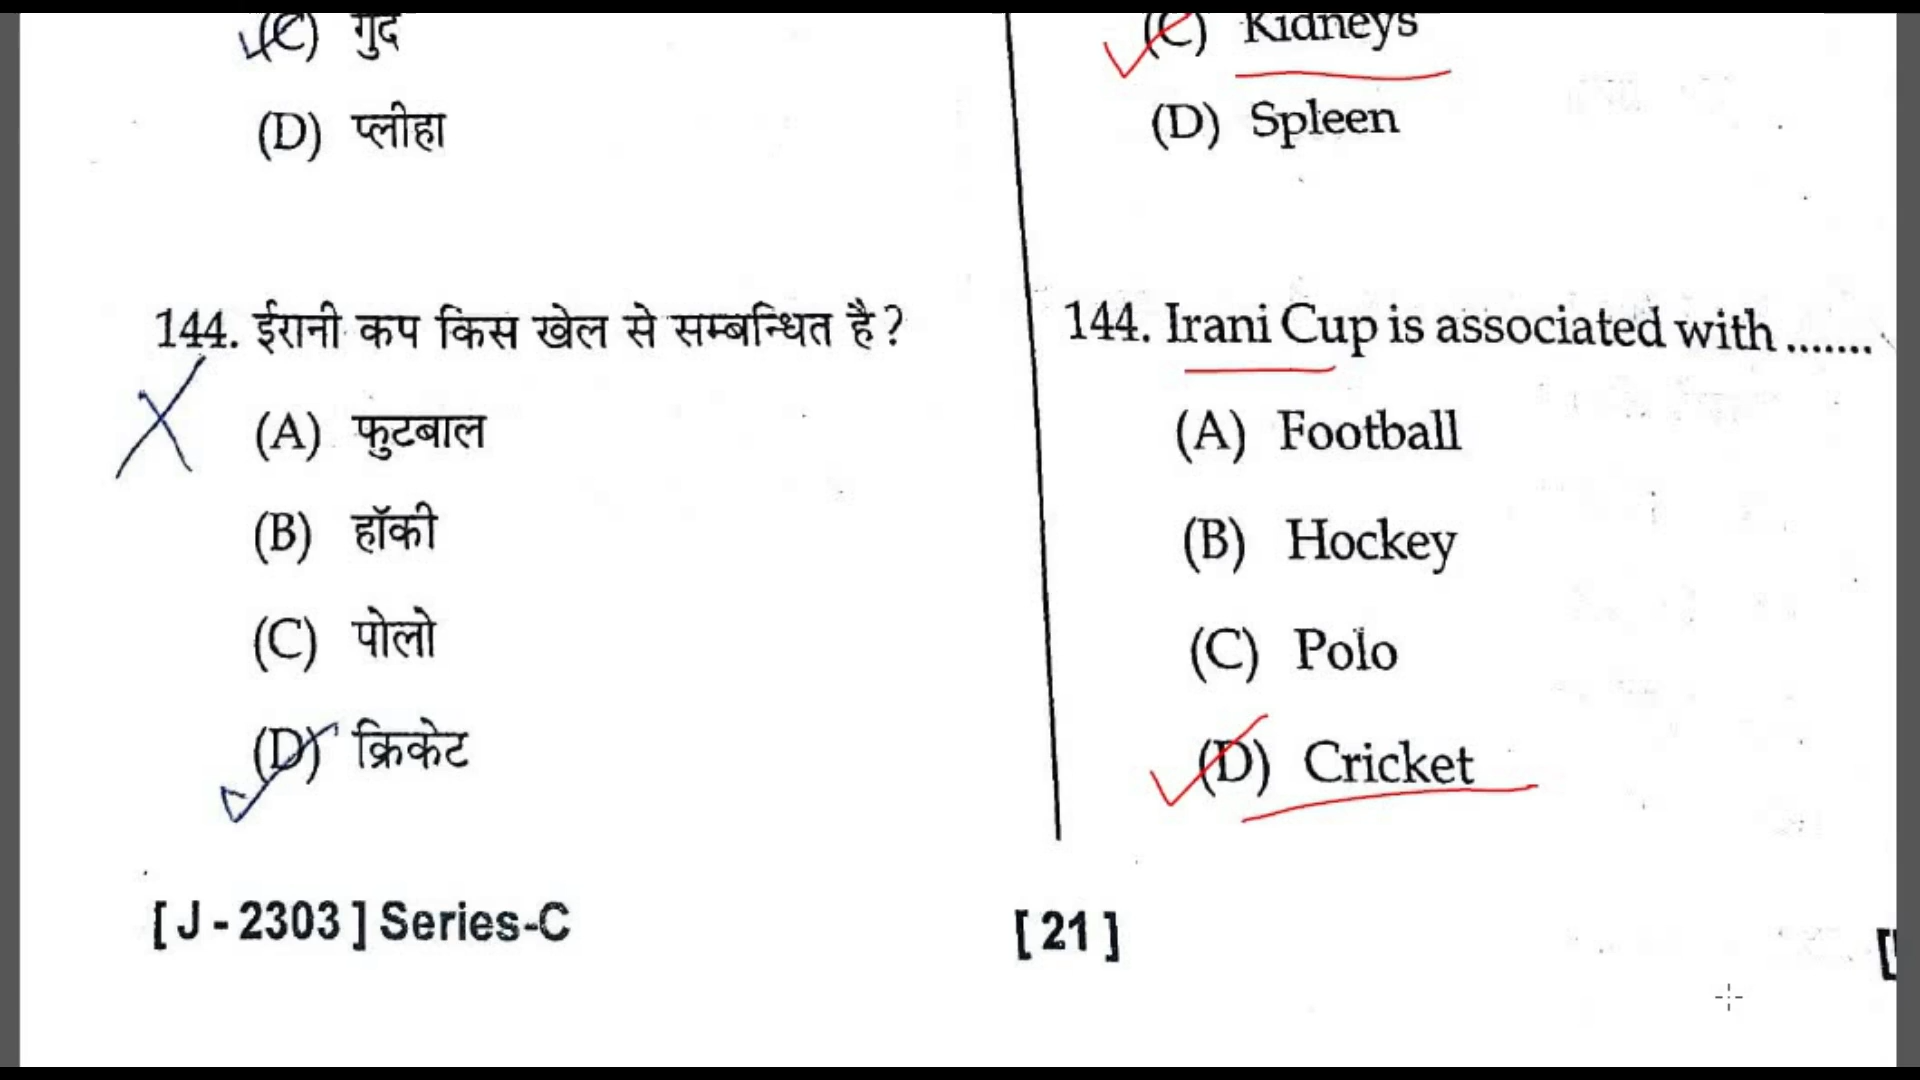 (C) गुर्दे
(D) प्लीहा
144. ईरानी कप किस खेल से सम्बन्धित है?
(A) फुटबाल
(B) हॉकी
(C) पोलो
(D) क्रिकेट
[ J - 2303 ] Series-C
(C) Kidneys
(D) Spleen
144. Irani Cup is associated with .......
(A) Football
(B) Hockey
(C) Polo
(D) Cricket
[ 21 ]